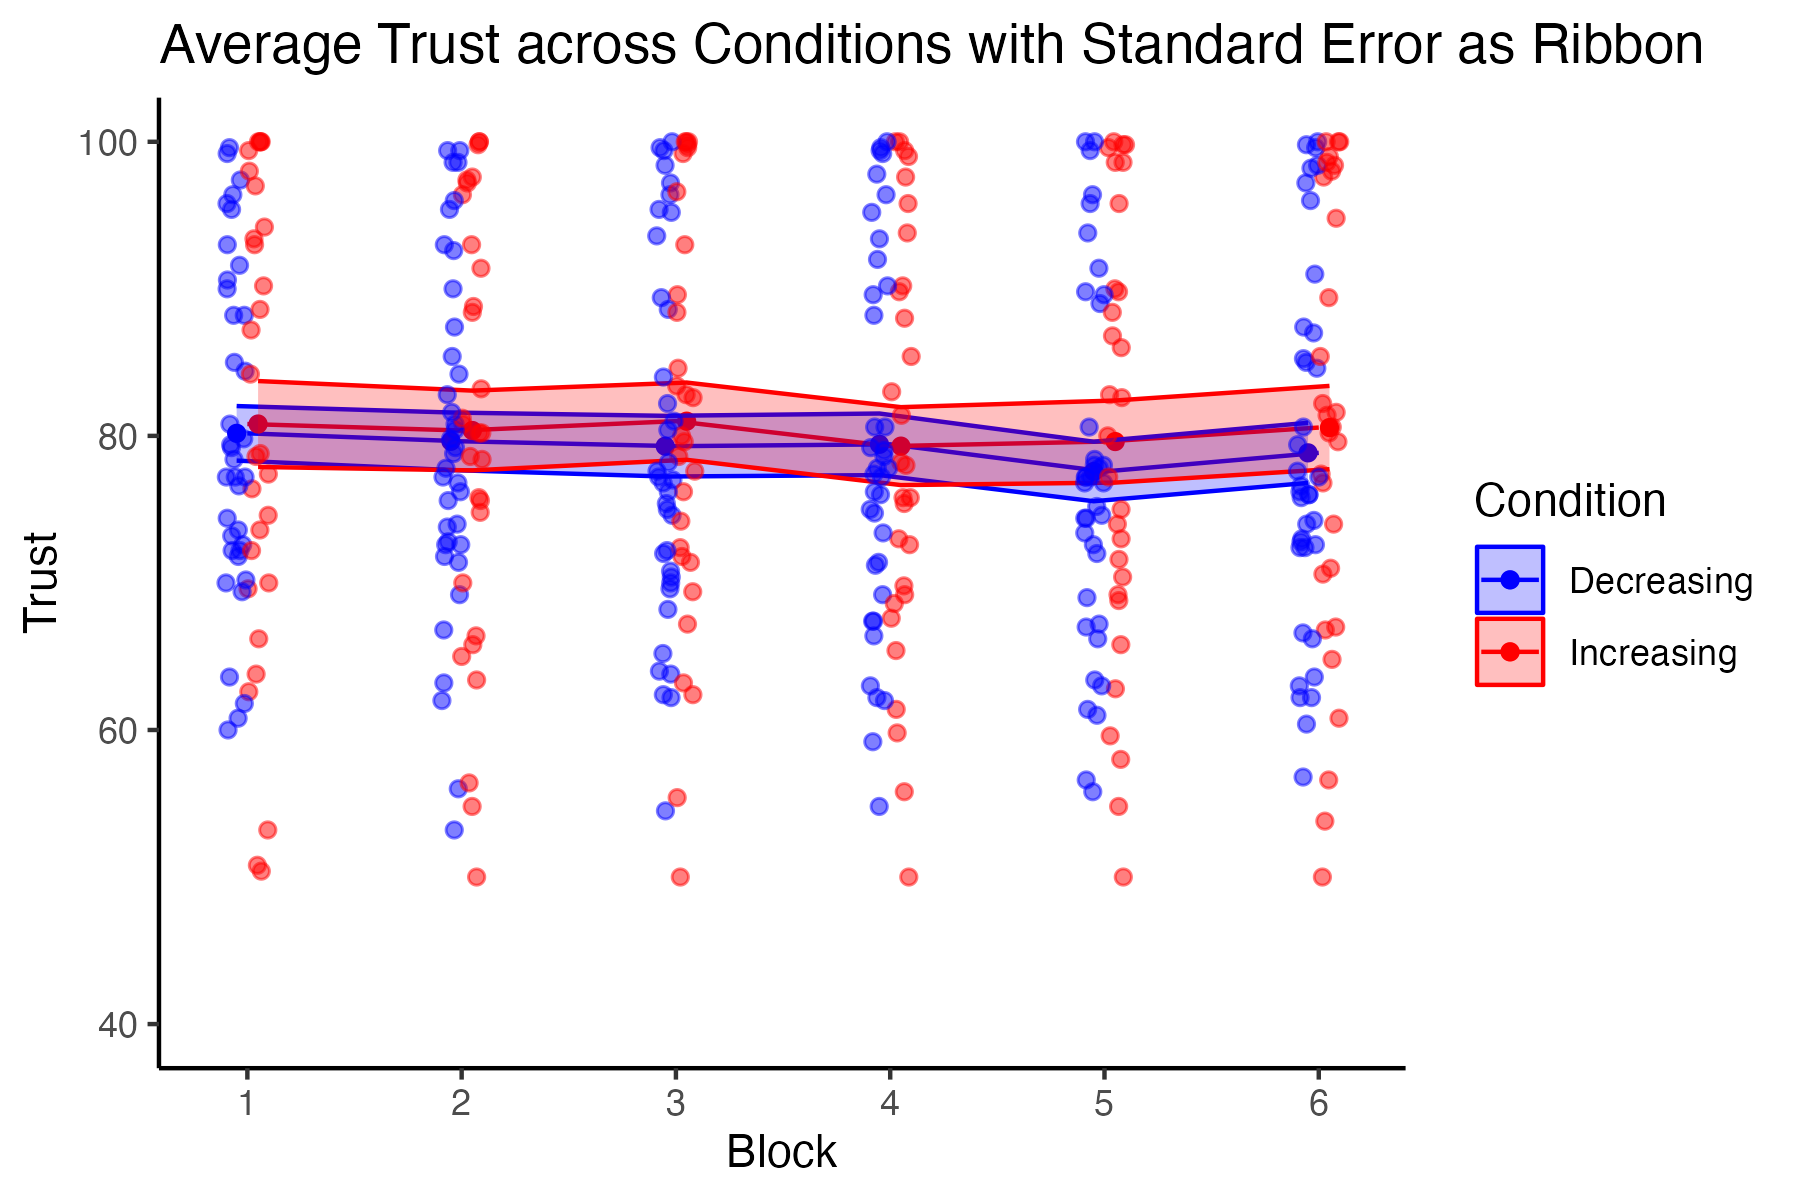 Average Trust across Conditions with Standard Error as Ribbon
100
80
60
40
Trust
1 2 3 4 5 6
Block
Condition
Decreasing
Increasing